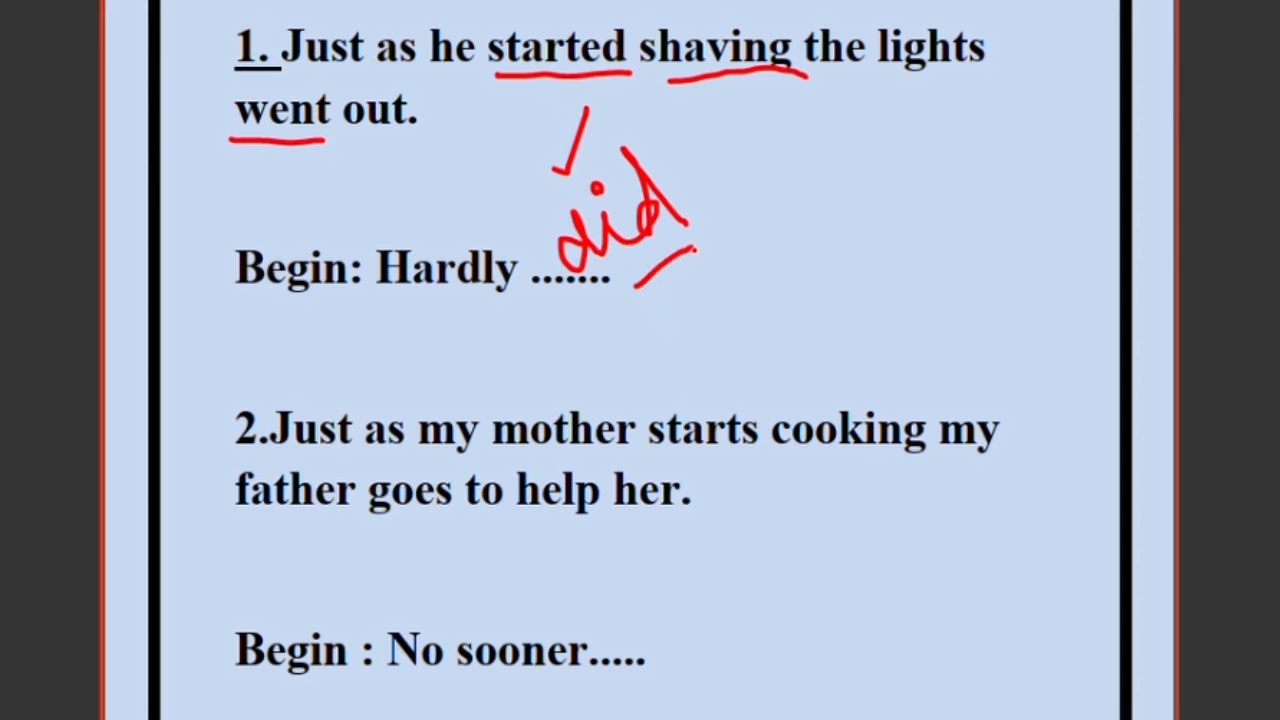 1. Just as he started shaving the lights
went out.
did
Begin: Hardly .......
2.Just as my mother starts cooking my
father goes to help her.
Begin : No sooner.....